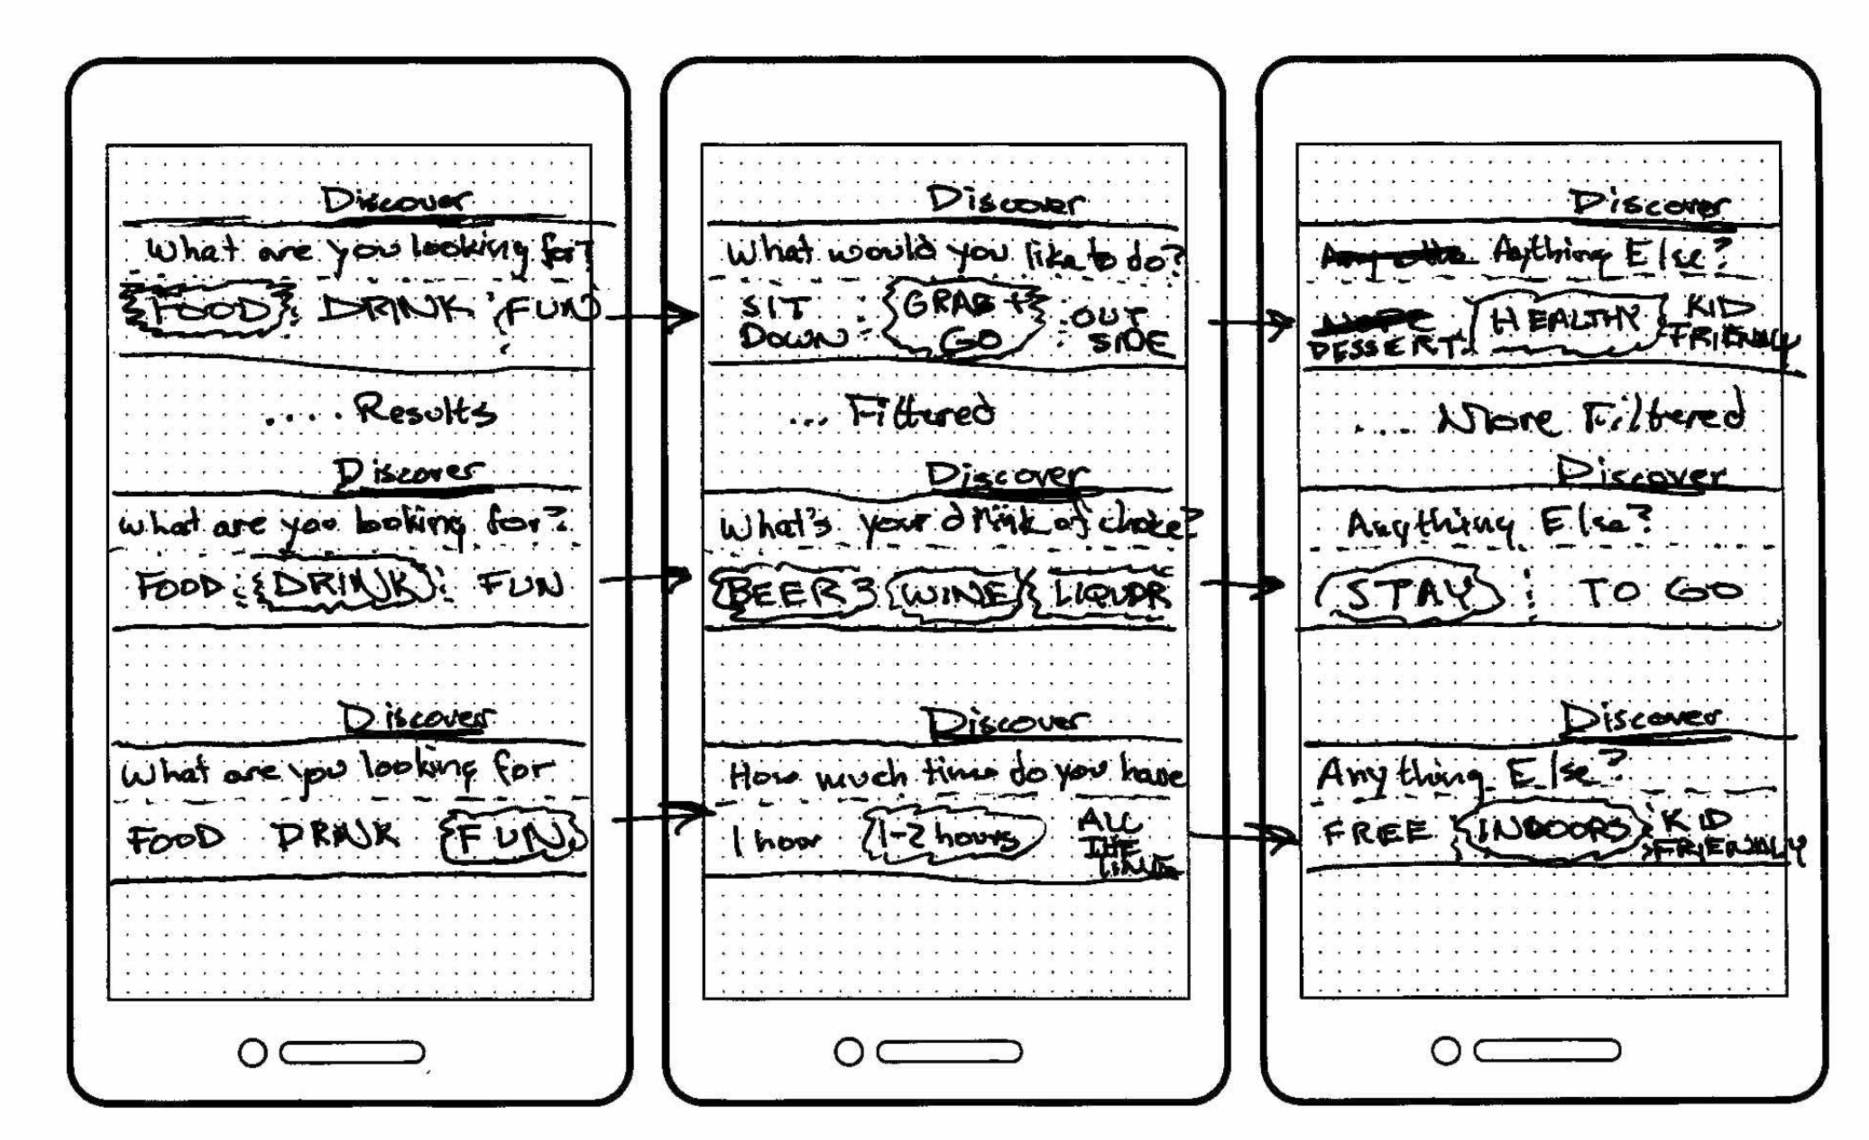 Discover
What are you looking for?
FOOD DRINK FUN
.... Results
Discover
What are you looking for?
FOOD DRINK FUN
Discover
What are you looking for
FOOD DRINK FUN
Discover
What would you like to do?
SIT DOWN
GRAB + GO
OUT SIDE
... Filtered
Discover
What's your drink of choice?
BEER WINE LIQUOR
Discover
How much time do you have
1 hour 1-2 hours
ALL
THE
TIME
Discover
Anything Else?
DESSERT HEALTHY
KID
FRIENDLY
.... More Filtered
Discover
Anything Else?
STAY TO GO
Discover
Anything Else?
FREE INDOORS
KID
FRIENDLY